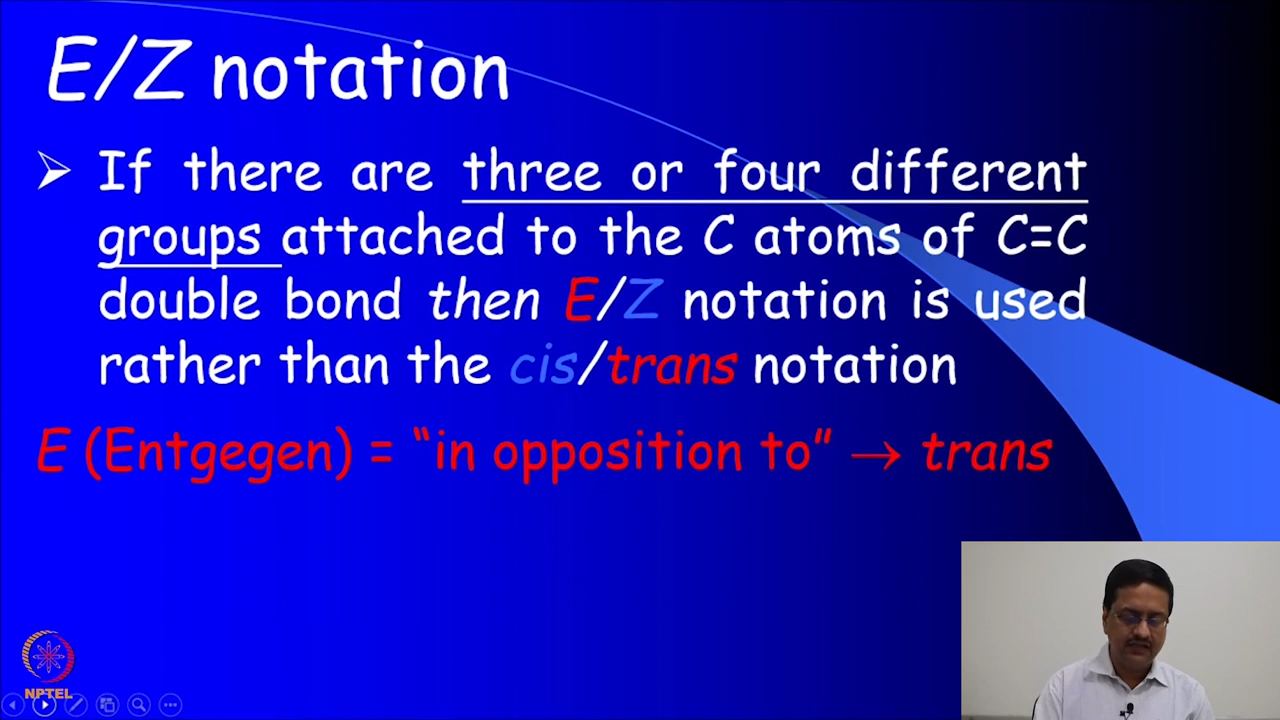 E/Z notation
➢ If there are three or four different
groups attached to the C atoms of C=C
double bond then E/Z notation is used
rather than the cis/trans notation
E (Entgegen) = “in opposition to” → trans
NPTEL